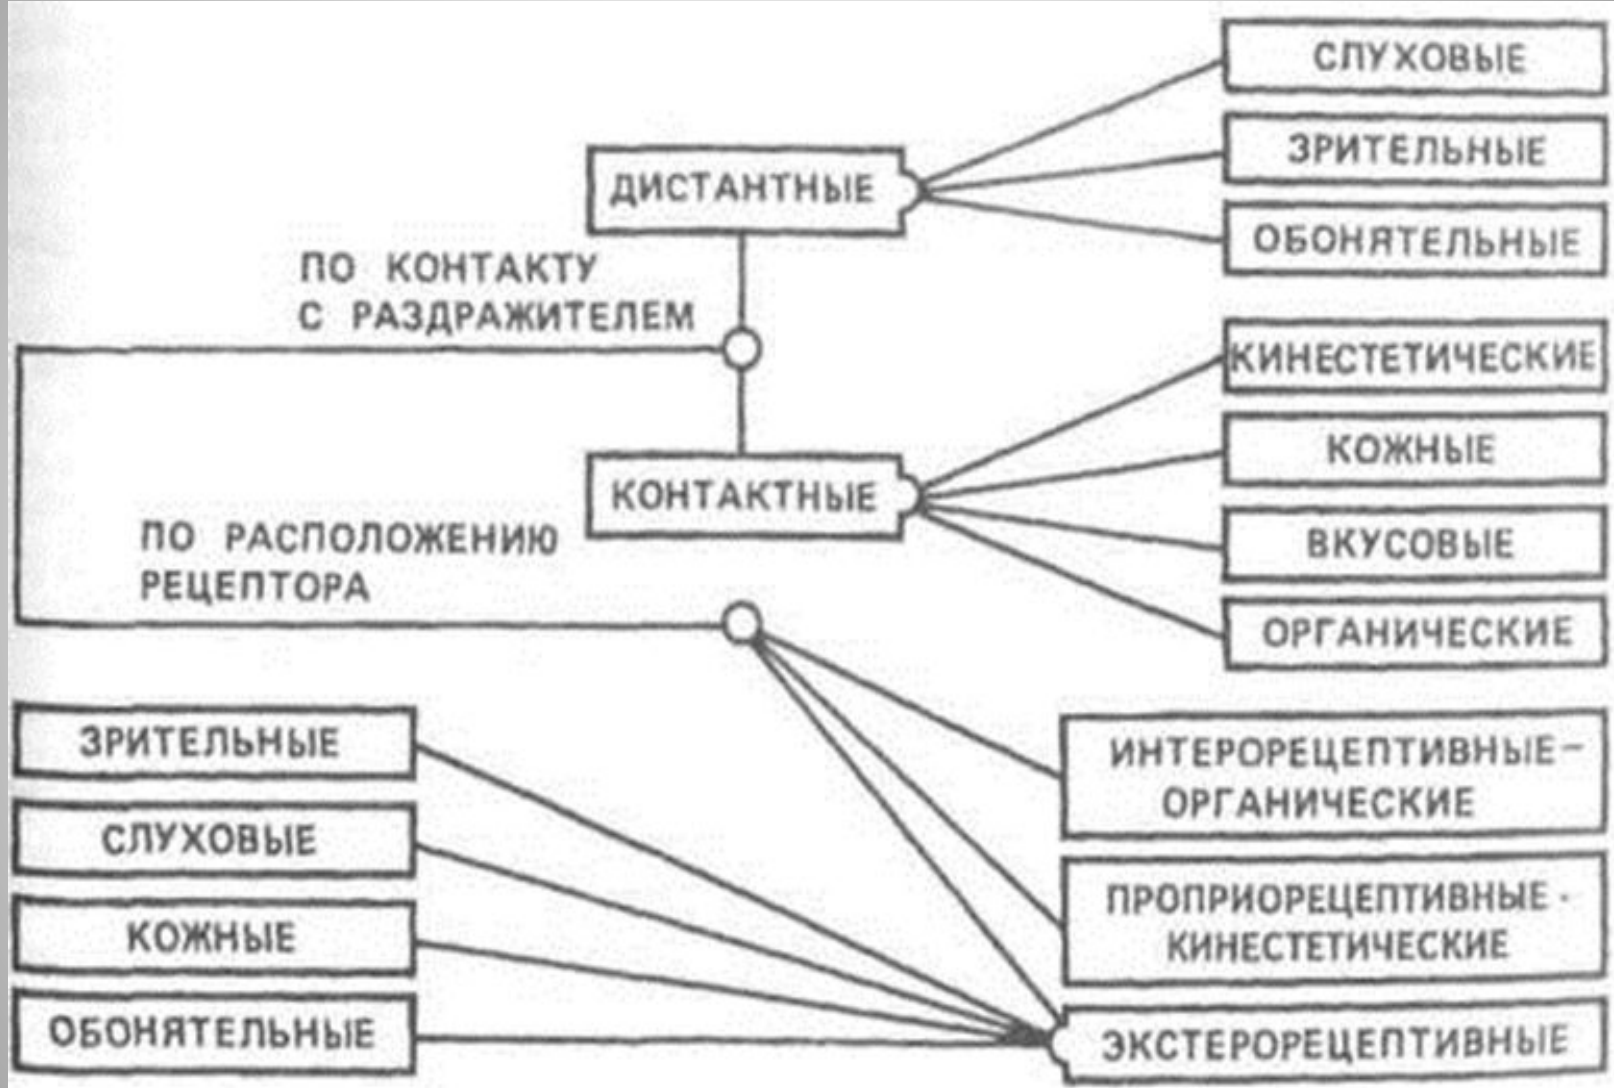 СЛУХОВЫЕ
ЗРИТЕЛЬНЫЕ
ДИСТАНТНЫЕ
ОБОНЯТЕЛЬНЫЕ
ПО КОНТАКТУ
С РАЗДРАЖИТЕЛЕМ
КИНЕСТЕТИЧЕСКИЕ
КОЖНЫЕ
КОНТАКТНЫЕ
ВКУСОВЫЕ
ОРГАНИЧЕСКИЕ
ПО РАСПОЛОЖЕНИЮ
РЕЦЕПТОРА
ИНТЕРОРЕЦЕПТИВНЫЕ–
ОРГАНИЧЕСКИЕ
ПРОПРИОРЕЦЕПТИВНЫЕ-
КИНЕСТЕТИЧЕСКИЕ
ЭКСТЕРОРЕЦЕПТИВНЫЕ
ЗРИТЕЛЬНЫЕ
СЛУХОВЫЕ
КОЖНЫЕ
ОБОНЯТЕЛЬНЫЕ